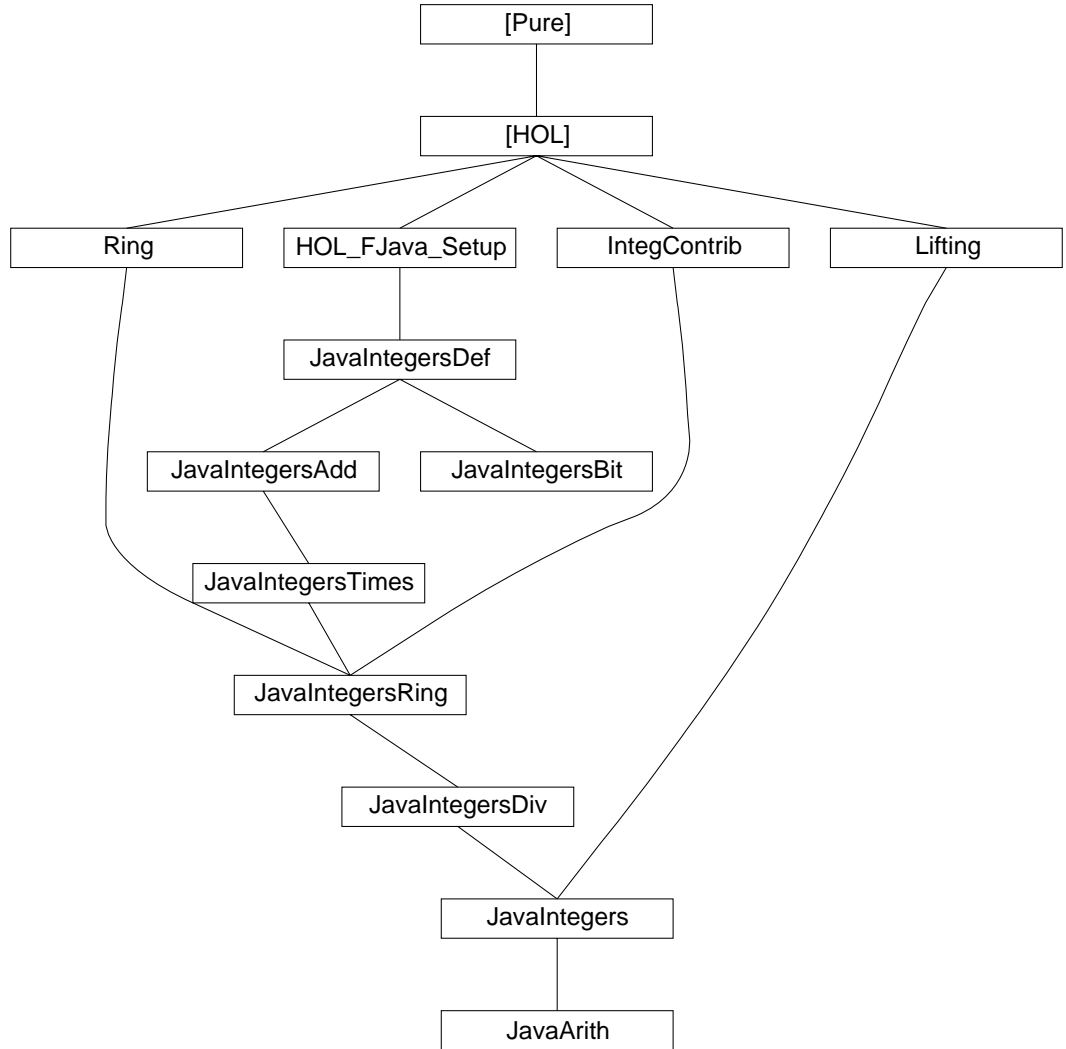 [Pure]
[HOL]
Ring
HOL_FJava_Setup
IntegContrib
Lifting
JavaIntegersDef
JavaIntegersAdd
JavaIntegersBit
JavaIntegersTimes
JavaIntegersRing
JavaIntegersDiv
JavaIntegers
JavaArith